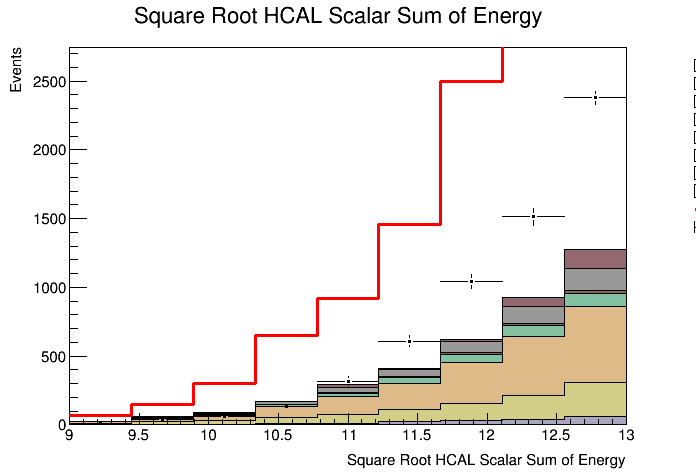 Square Root HCAL Scalar Sum of Energy
Events
2500
2000
1500
1000
500
0
9 9.5 10 10.5 11 11.5 12 12.5 13
Square Root HCAL Scalar Sum of Energy